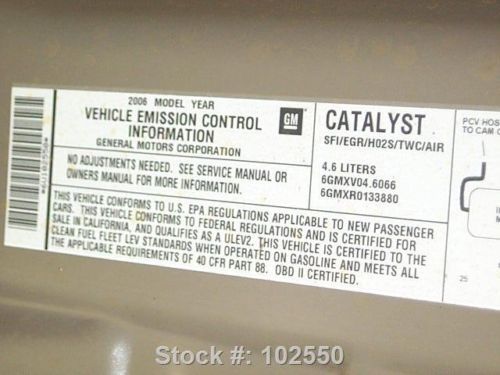 2006 MODEL YEAR
VEHICLE EMISSION CONTROL
INFORMATION
GENERAL MOTORS CORPORATION
GM
NO ADJUSTMENTS NEEDED. SEE SERVICE MANUAL OR
OWNERS MANUAL FOR ADDITIONAL INFORMATION.
CATALYST
SFI/EGR/HO2S/TWC/AIR
4.6 LITERS
6GMXV04.6066
6GMXR0133880
THIS VEHICLE CONFORMS TO U.S. EPA REGULATIONS APPLICABLE TO NEW PASSENGER
CARS. THIS VEHICLE CONFORMS TO FEDERAL REGULATIONS AND IS CERTIFIED FOR
SALE IN CALIFORNIA, AND QUALIFIES AS A ULEV2. THIS VEHICLE IS CERTIFIED TO
CLEAN FUEL FLEET LEV STANDARDS WHEN OPERATED ON GASOLINE AND MEETS ALL
THE APPLICABLE REQUIREMENTS OF 40 CFR PART 88. OBD II CERTIFIED.
PCV HOS
TO CAM
25
Stock #: 102550